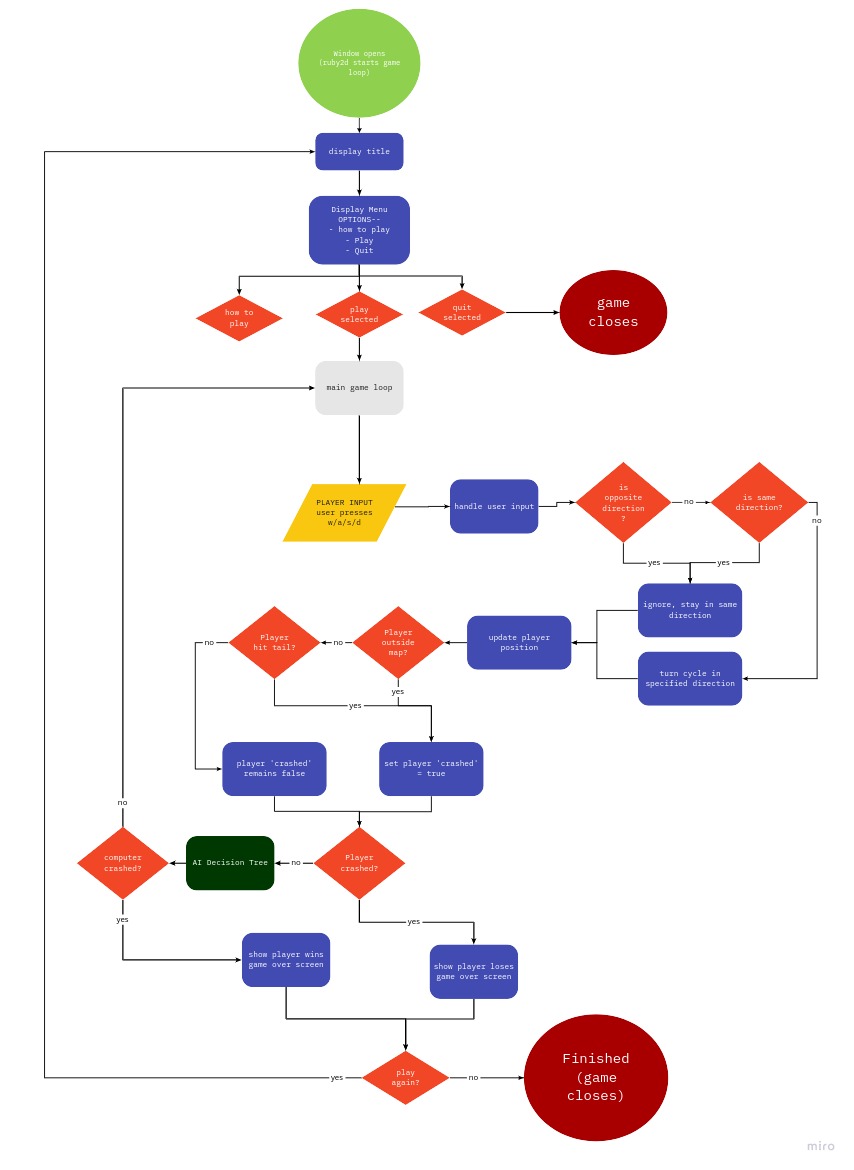 Window opens
(ruby2d starts game
loop)
display title
Display Menu
OPTIONS--
- how to play
- Play
- Quit
how to
play
play
selected
quit
selected
game
closes
main game loop
PLAYER INPUT
user presses
w/a/s/d
handle user input
is
opposite
direction
?
no
is same
direction?
no
yes
yes
ignore, stay in same
direction
turn cycle in
specified direction
update player
position
Player
outside
map?
no
Player
hit tail?
no
yes
yes
player 'crashed'
remains false
set player 'crashed'
= true
no
computer
crashed?
AI Decision Tree
no
Player
crashed?
yes
yes
show player wins
game over screen
show player loses
game over screen
yes
play
again?
no
Finished
(game
closes)
miro